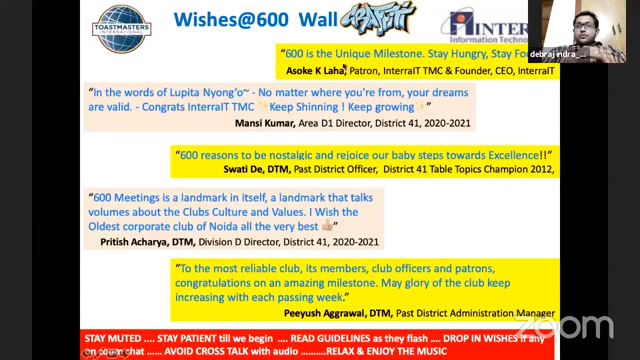 TOASTMASTERS
INTERNATIONAL
Wishes@600 Wall
INTER
Information Techno
debraj indra_
"600 is the Unique Milestone. Stay Hungry, Stay
Asoke K Laha, Patron, InterraIT TMC & Founder, CEO, InterraIT
"In the words of Lupita Nyong'o~ - No matter where you're from, your dreams
are valid. - Congrats InterraIT TMC ✨Keep Shinning ! Keep growing✨"
Mansi Kumar, Area D1 Director, District 41, 2020-2021
"600 reasons to be nostalgic and rejoice our baby steps towards Excellence!!"
Swati De, DTM, Past District Officer, District 41 Table Topics Champion 2012,
"600 Meetings is a landmark in itself, a landmark that talks
volumes about the Clubs Culture and Values. I Wish the
Oldest corporate club of Noida all the very best 👍🏻"
Pritish Acharya, DTM, Division D Director, District 41, 2020-2021
"To the most reliable club, its members, club officers and patrons,
congratulations on an amazing milestone. May glory of the club keep
increasing with each passing week."
Peeyush Aggrawal, DTM, Past District Administration Manager
zoom
STAY MUTED .... STAY PATIENT till we begin .... READ GUIDELINES as they flash ... DROP IN WISHES if any
on zoom chat ...... AVOID CROSS TALK with audio ..........RELAX & ENJOY THE MUSIC